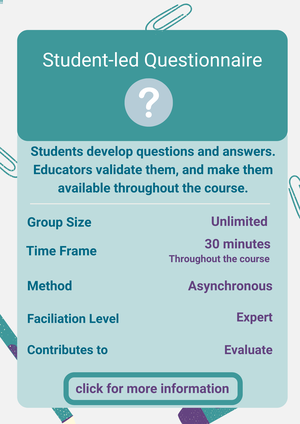 Student-led Questionnaire
?
Students develop questions and answers.
Educators validate them, and make them
available throughout the course.
Group Size Unlimited
Time Frame 30 minutes
Throughout the course
Method Asynchronous
Faciliation Level Expert
Contributes to Evaluate
click for more information